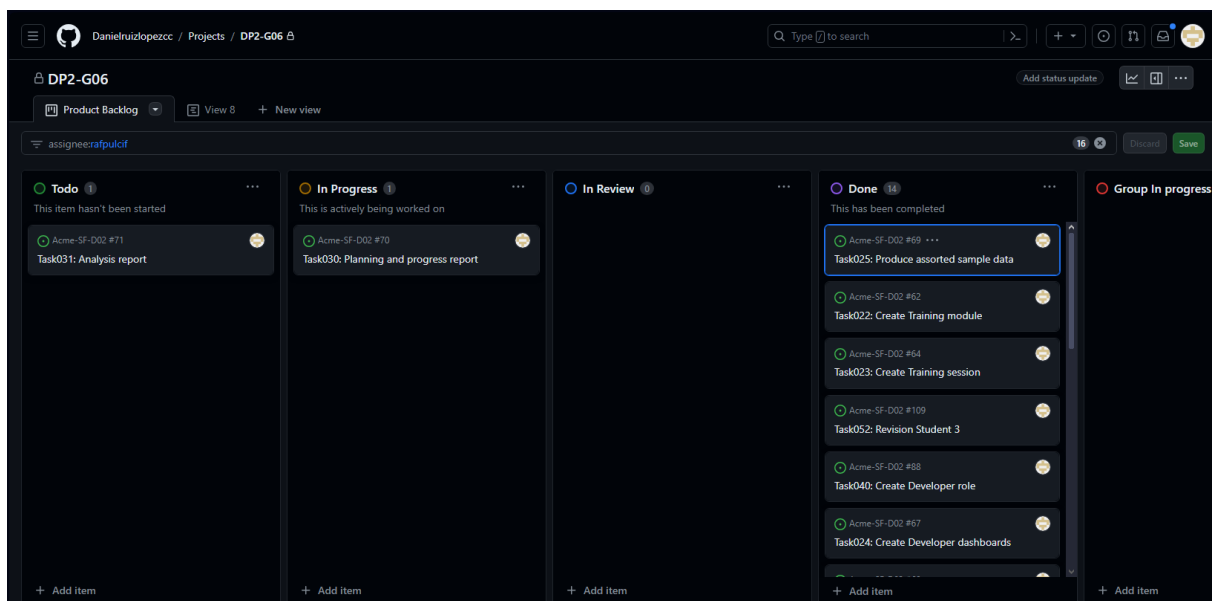 Danielruizlopezcc / Projects / DP2-G06
Type / to search
DP2-G06
Add status update
Product Backlog
View 8
+ New view
assignee:rafpulcif
16
Discard
Save
Todo 1
This item hasn't been started
Acme-SF-D02 #71
Task031: Analysis report
+ Add item
In Progress 1
This is actively being worked on
Acme-SF-D02 #70
Task030: Planning and progress report
+ Add item
In Review 0
+ Add item
Done 14
This has been completed
Acme-SF-D02 #69
Task025: Produce assorted sample data
Acme-SF-D02 #62
Task022: Create Training module
Acme-SF-D02 #64
Task023: Create Training session
Acme-SF-D02 #109
Task052: Revision Student 3
Acme-SF-D02 #88
Task040: Create Developer role
Acme-SF-D02 #67
Task024: Create Developer dashboards
+ Add item
Group In progress
+ Add item